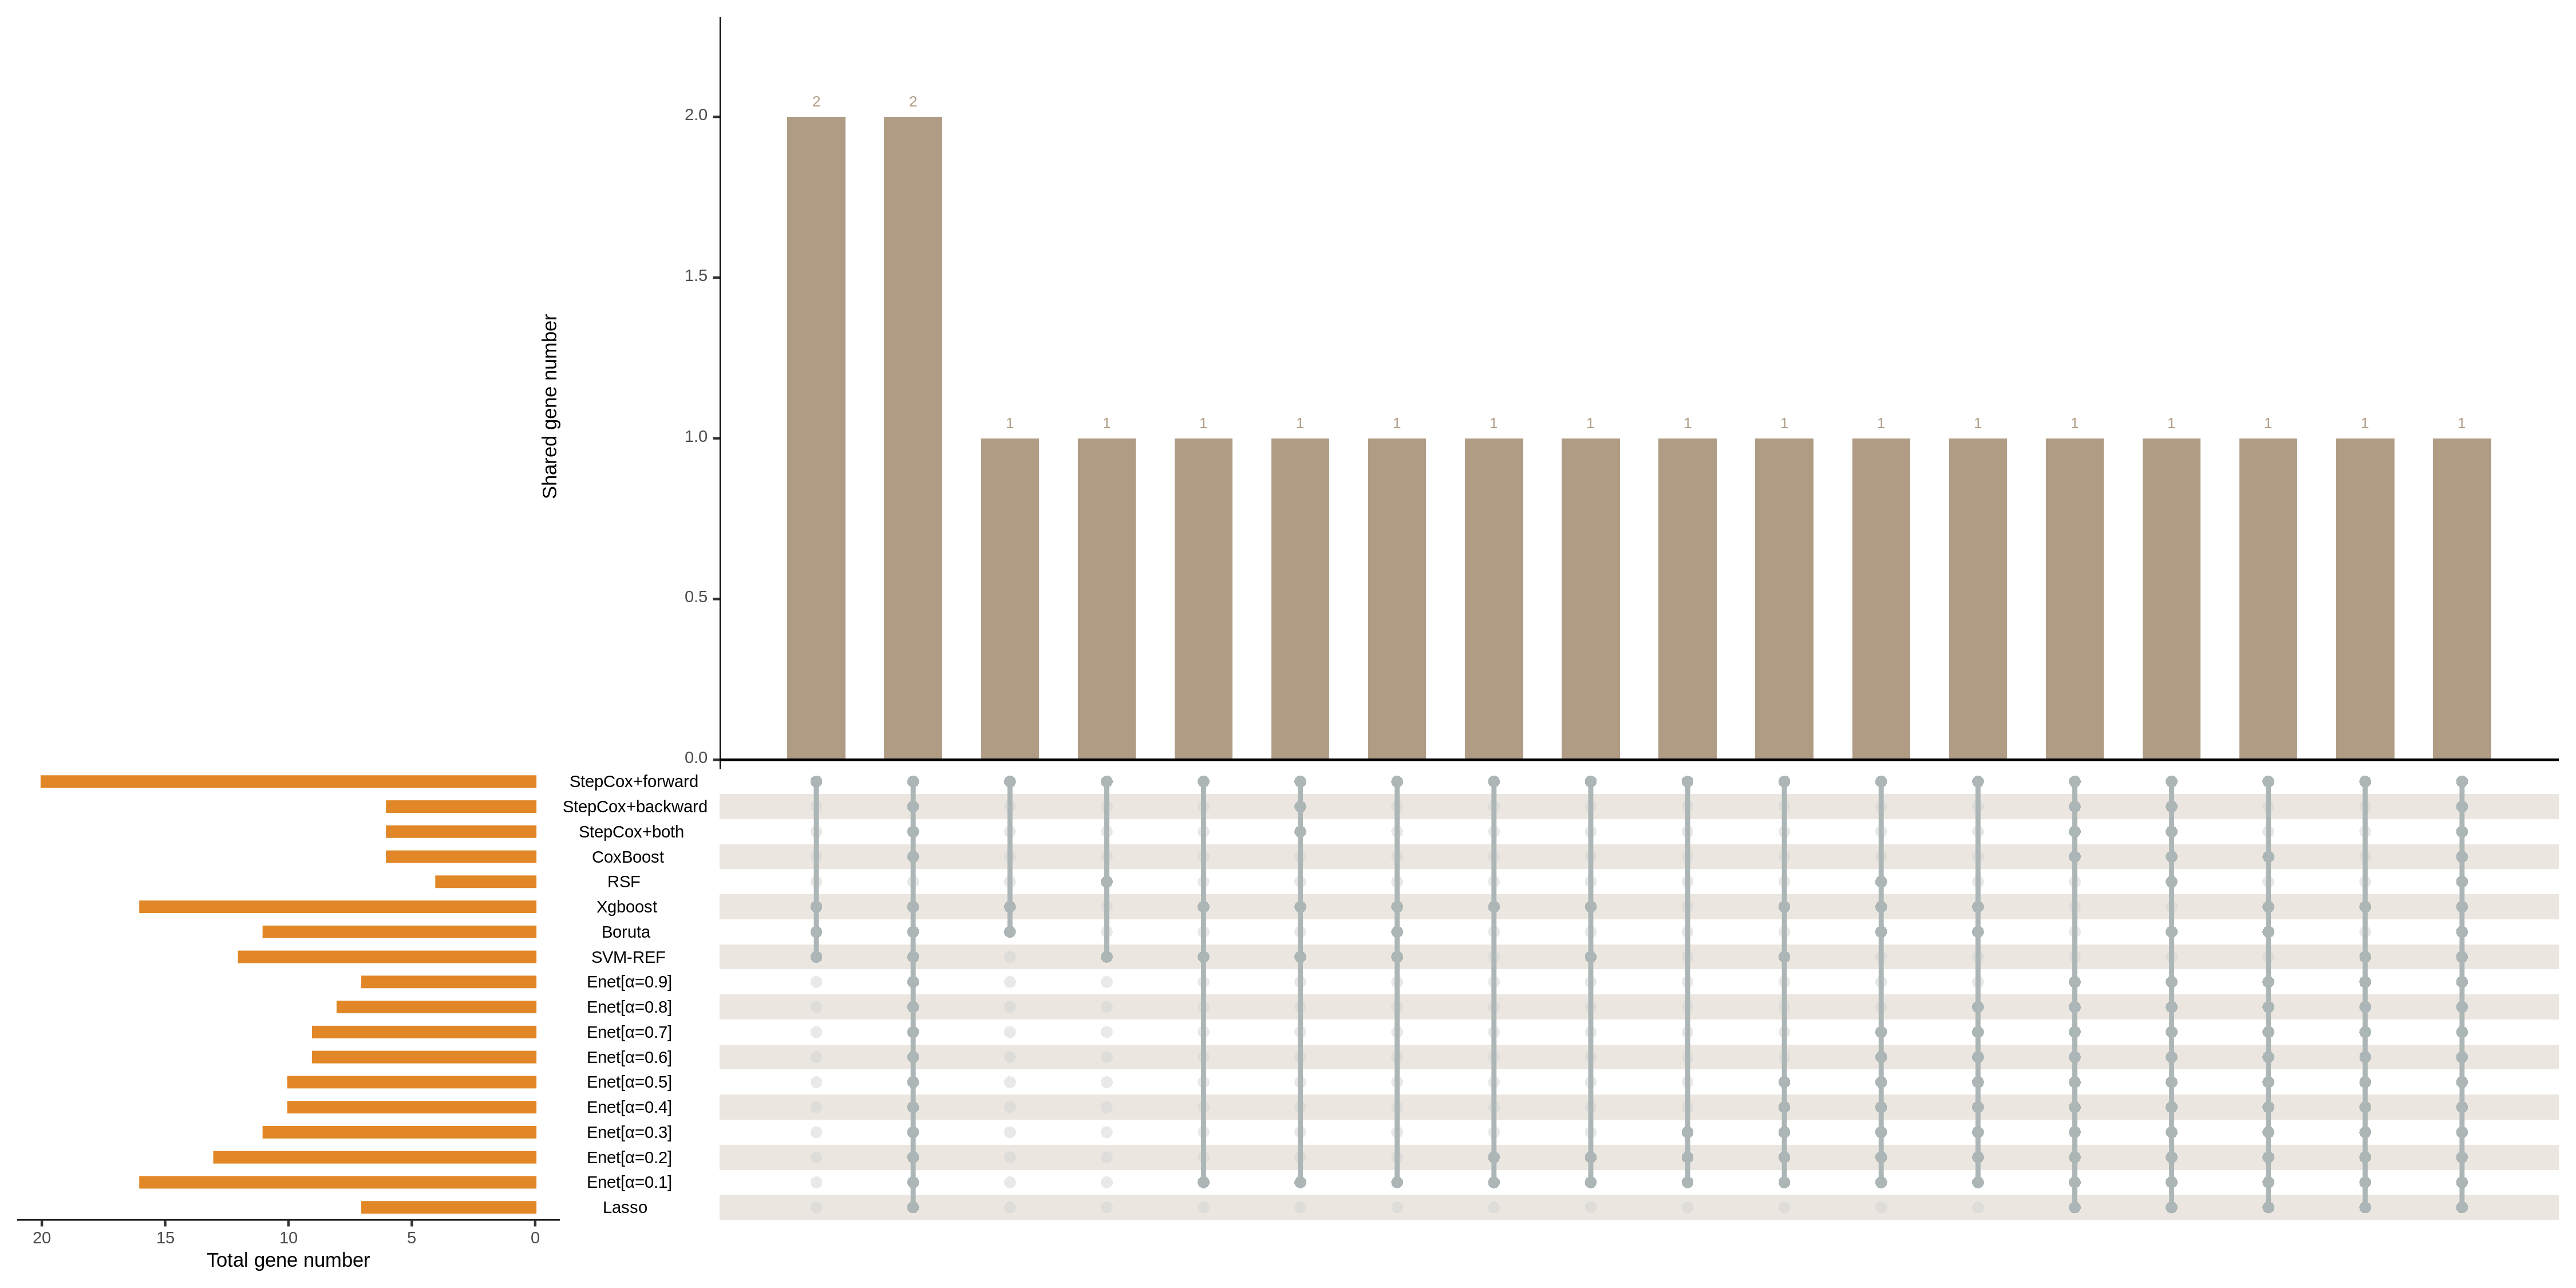 Shared gene number
2.0
1.5
1.0
0.5
0.0
2 2 1 1 1 1 1 1 1 1 1 1 1 1 1 1 1 1
StepCox+forward
StepCox+backward
StepCox+both
CoxBoost
RSF
Xgboost
Boruta
SVM-REF
Enet[α=0.9]
Enet[α=0.8]
Enet[α=0.7]
Enet[α=0.6]
Enet[α=0.5]
Enet[α=0.4]
Enet[α=0.3]
Enet[α=0.2]
Enet[α=0.1]
Lasso
20 15 10 5 0
Total gene number